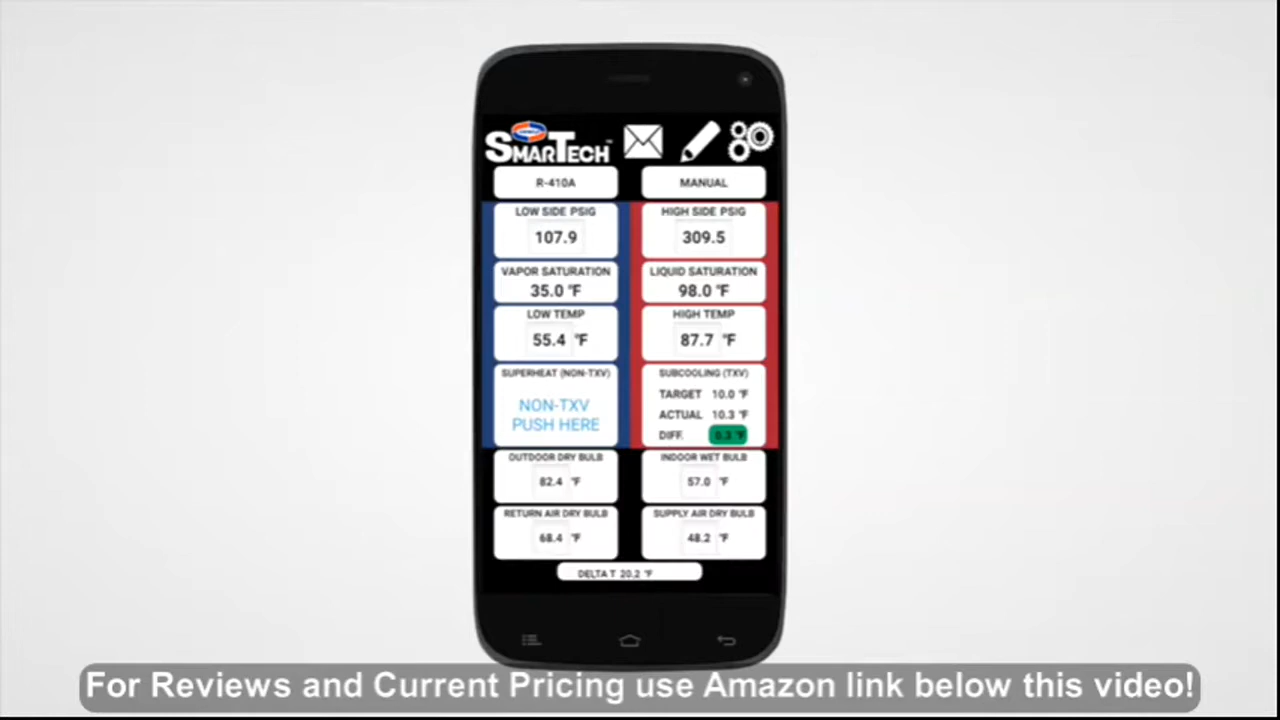 SMARTECH™
R-410A MANUAL
LOW SIDE PSIG HIGH SIDE PSIG
107.9 309.5
VAPOR SATURATION LIQUID SATURATION
35.0 °F 98.0 °F
LOW TEMP HIGH TEMP
55.4 °F 87.7 °F
SUPERHEAT (NON-TXV) SUBCOOLING (TXV)
NON-TXV TARGET 10.0 °F
PUSH HERE ACTUAL 10.3 °F
DIFF. 0.3 °F
OUTDOOR DRY BULB INDOOR WET BULB
82.4 °F 57.0 °F
RETURN AIR DRY BULB SUPPLY AIR DRY BULB
68.4 °F 48.2 °F
DELTA T 20.2 °F
For Reviews and Current Pricing use Amazon link below this video!